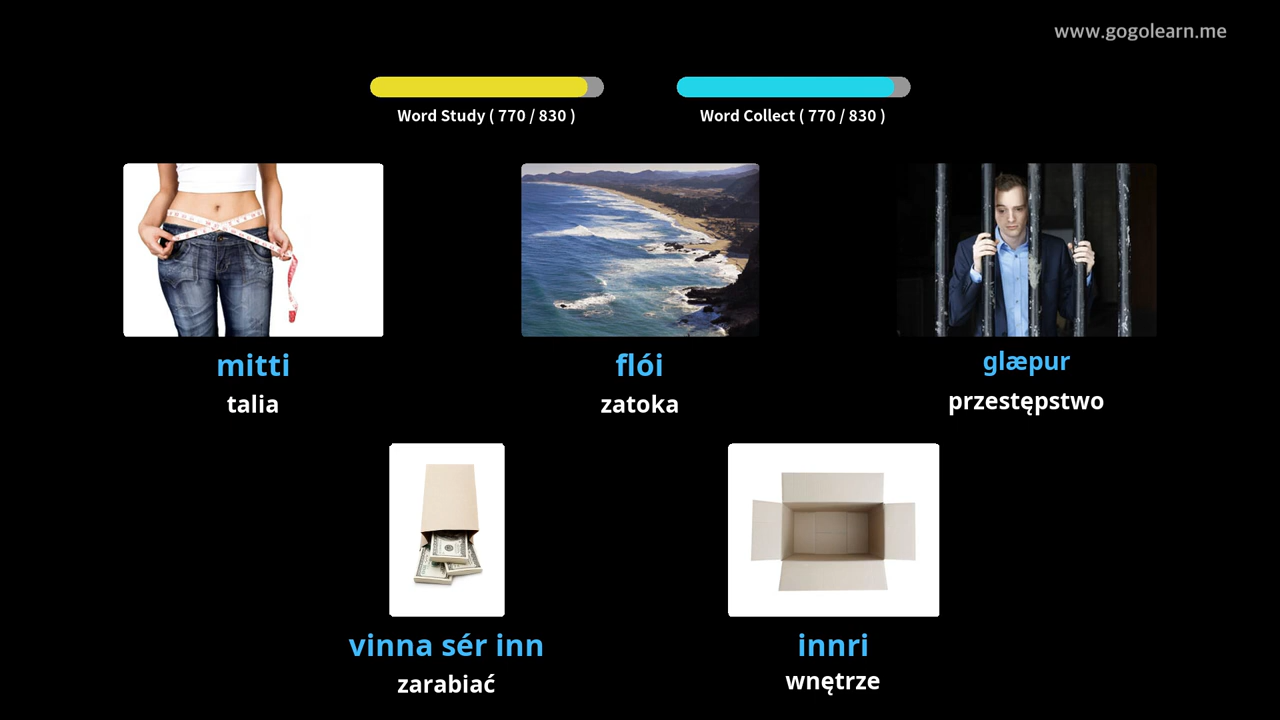 www.gogolearn.me
Word Study ( 770 / 830 )
Word Collect ( 770 / 830 )
mitti
talia
flói
zatoka
glæpur
przestępstwo
vinna sér inn
zarabiać
innri
wnętrze